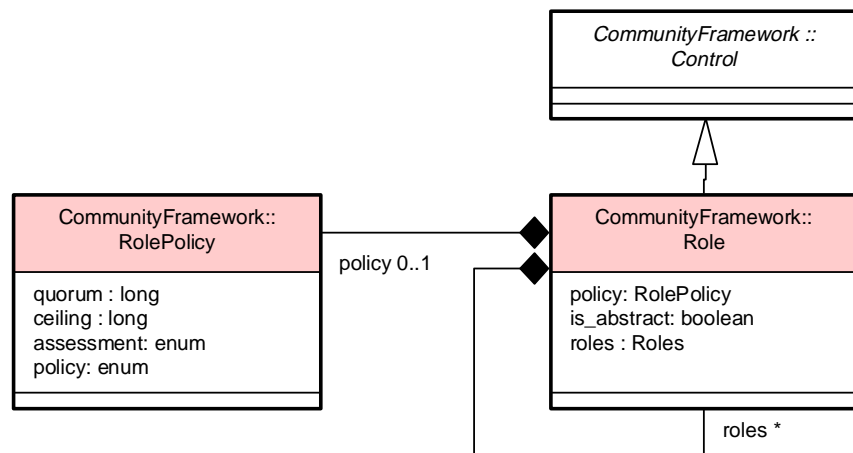 CommunityFramework ::
Control
CommunityFramework::
RolePolicy
quorum : long
ceiling : long
assessment: enum
policy: enum
policy 0..1
CommunityFramework::
Role
policy: RolePolicy
is_abstract: boolean
roles : Roles
roles *